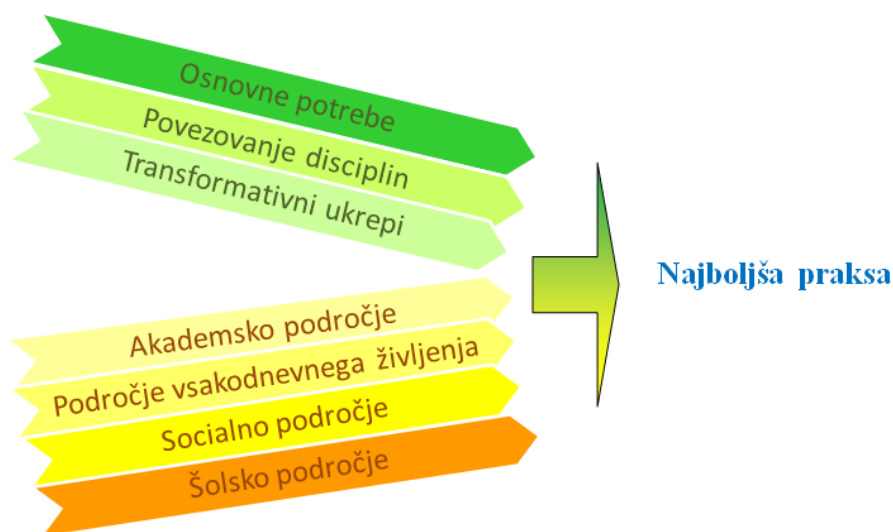 Osnovne potrebe
Povezovanje disciplin
Transformativni ukrepi
Najboljša praksa
Akademsko področje
Področje vsakodnevnega življenja
Socialno področje
Šolsko področje